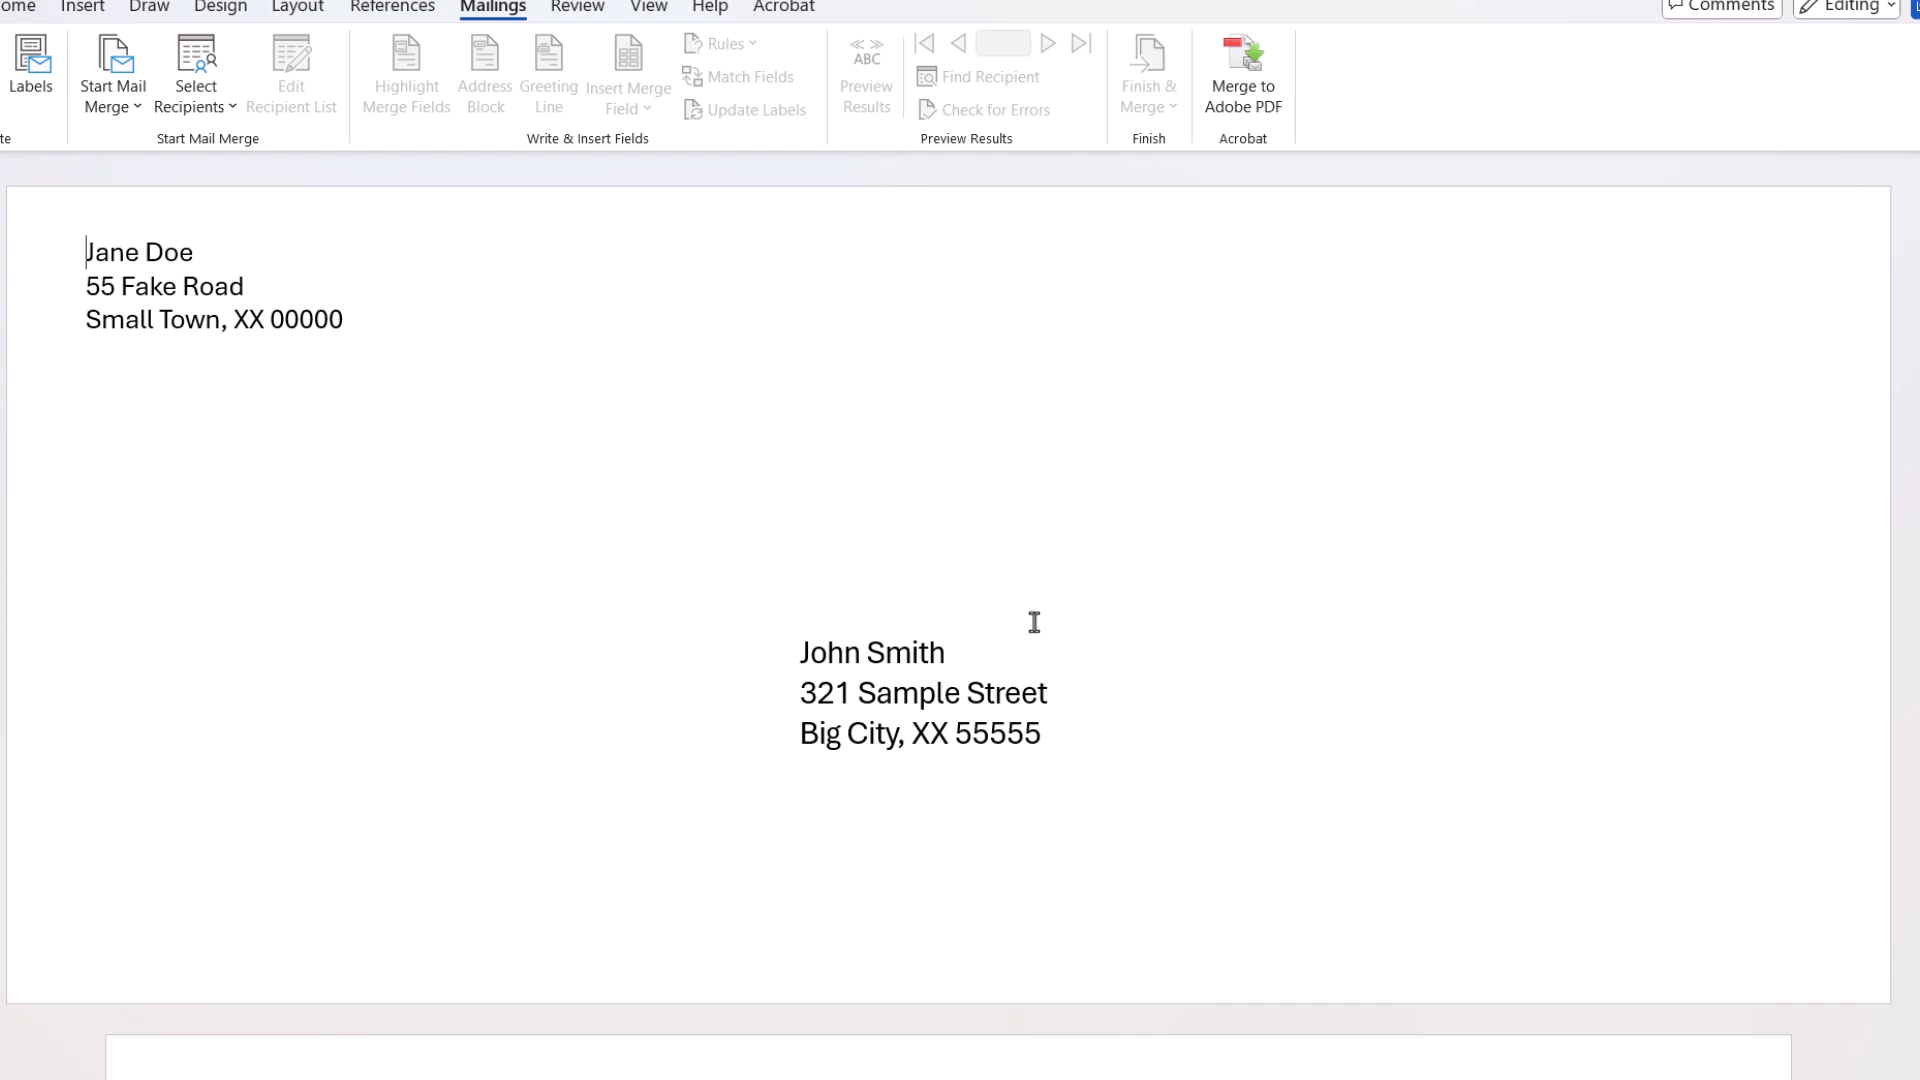 ome Insert Draw Design Layout References Mailings Review View Help Acrobat Comments Editing
Labels
Start Mail
Merge
Select
Recipients
Edit
Recipient List
Highlight
Merge Fields
Address
Block
Greeting
Line
Insert Merge
Field
Rules
Match Fields
Update Labels
ABC
Preview
Results
Find Recipient
Check for Errors
Finish &
Merge
Merge to
Adobe PDF
te
Start Mail Merge
Write & Insert Fields
Preview Results
Finish
Acrobat
Jane Doe
55 Fake Road
Small Town, XX 00000
John Smith
321 Sample Street
Big City, XX 55555